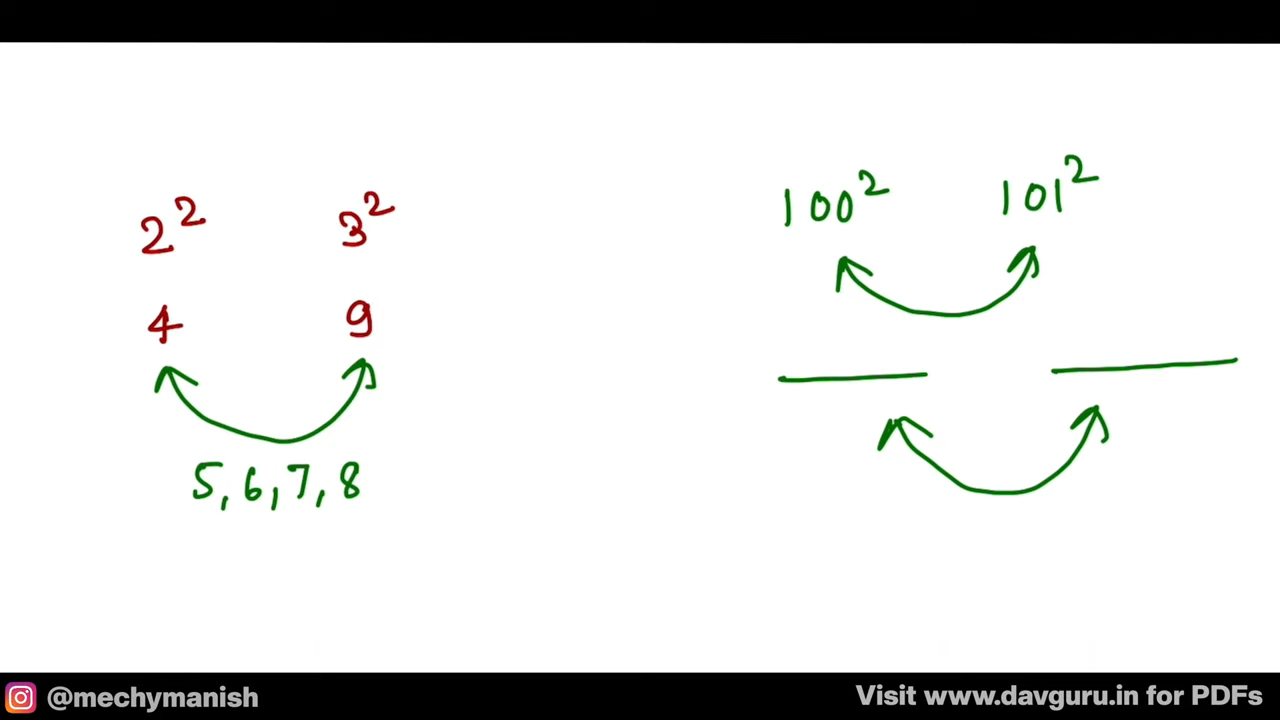 2² 3²
4 9
5, 6, 7, 8
100² 101²
@mechymanish
Visit www.davguru.in for PDFs